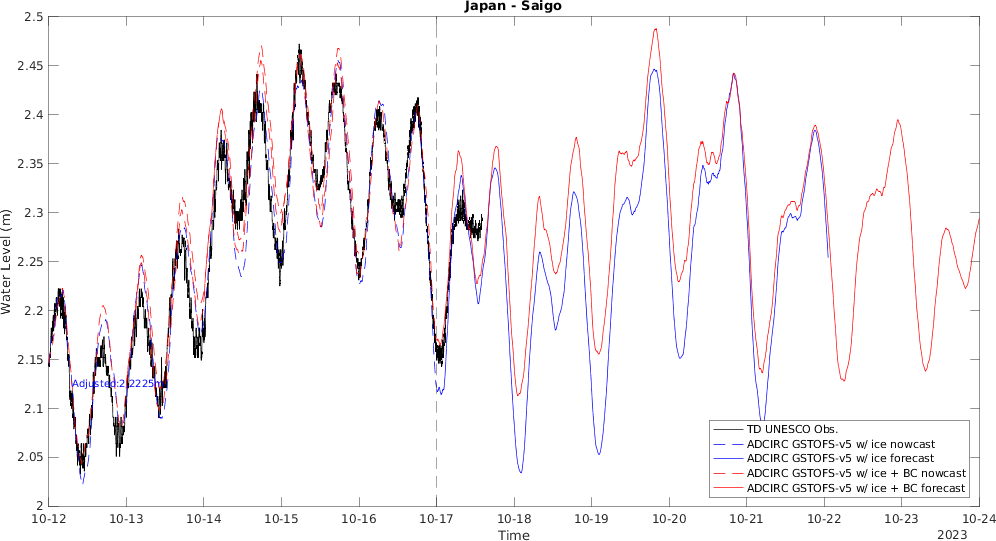 Japan - Saigo
Water Level (m)
2.5
2.45
2.4
2.35
2.3
2.25
2.2
2.15
2.1
2.05
2
Adjusted:2.2225m
TD UNESCO Obs.
ADCIRC GSTOFS-v5 w/ ice nowcast
ADCIRC GSTOFS-v5 w/ ice forecast
ADCIRC GSTOFS-v5 w/ ice + BC nowcast
ADCIRC GSTOFS-v5 w/ ice + BC forecast
10-12 10-13 10-14 10-15 10-16 10-17 10-18 10-19 10-20 10-21 10-22 10-23 10-24
Time
2023